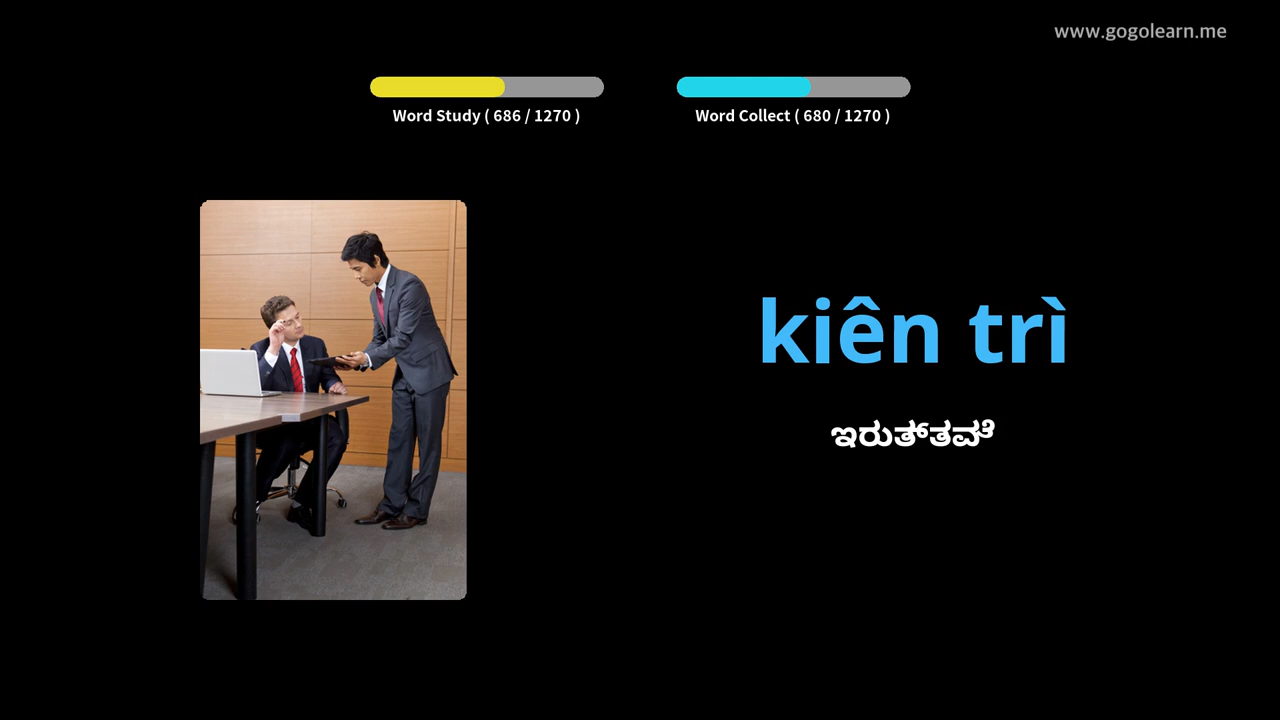 www.gogolearn.me
Word Study ( 686 / 1270 )
Word Collect ( 680 / 1270 )
kiên trì
ಇರುತ್ತವೆ